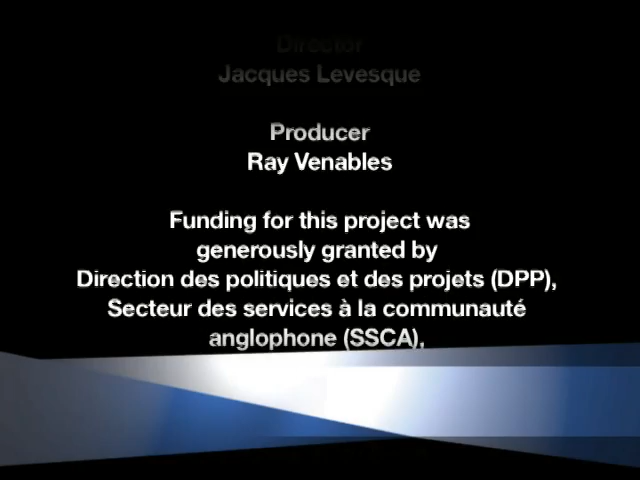 Director
Jacques Levesque
Producer
Ray Venables
Funding for this project was
generously granted by
Direction des politiques et des projets (DPP),
Secteur des services à la communauté
anglophone (SSCA),